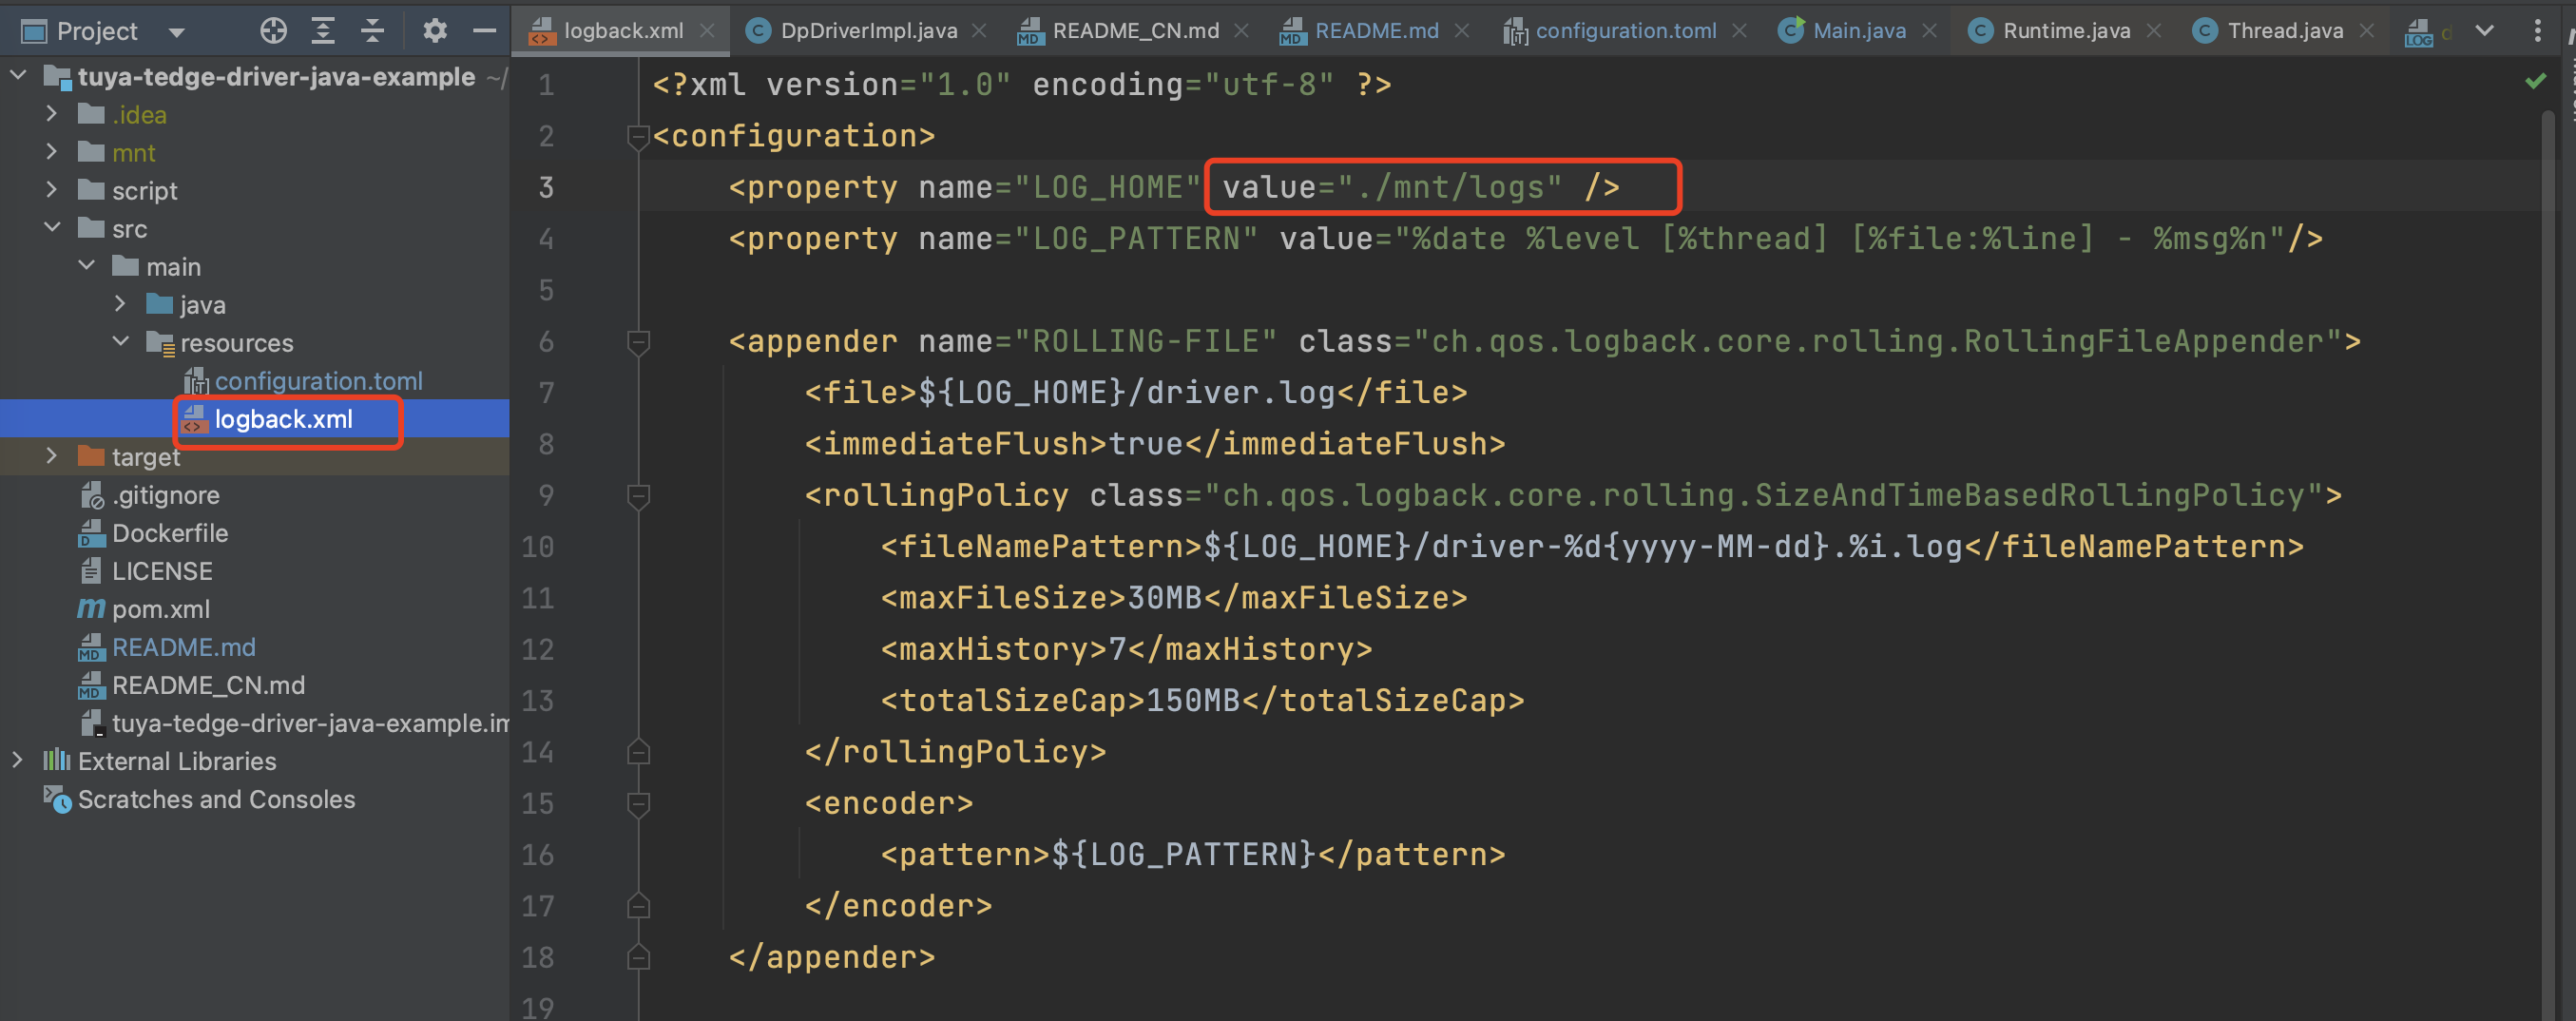 Project
logback.xml
DpDriverImpl.java
README_CN.md
README.md
configuration.toml
Main.java
Runtime.java
Thread.java
tuya-tedge-driver-java-example ~/
.idea
mnt
script
src
main
java
resources
configuration.toml
logback.xml
target
.gitignore
Dockerfile
LICENSE
pom.xml
README.md
README_CN.md
tuya-tedge-driver-java-example.im
External Libraries
Scratches and Consoles
1 <?xml version="1.0" encoding="utf-8" ?>
2 <configuration>
3 <property name="LOG_HOME" value="./mnt/logs" />
4 <property name="LOG_PATTERN" value="%date %level [%thread] [%file:%line] - %msg%n"/>
5
6 <appender name="ROLLING-FILE" class="ch.qos.logback.core.rolling.RollingFileAppender">
7 <file>${LOG_HOME}/driver.log</file>
8 <immediateFlush>true</immediateFlush>
9 <rollingPolicy class="ch.qos.logback.core.rolling.SizeAndTimeBasedRollingPolicy">
10 <fileNamePattern>${LOG_HOME}/driver-%d{yyyy-MM-dd}.%i.log</fileNamePattern>
11 <maxFileSize>30MB</maxFileSize>
12 <maxHistory>7</maxHistory>
13 <totalSizeCap>150MB</totalSizeCap>
14 </rollingPolicy>
15 <encoder>
16 <pattern>${LOG_PATTERN}</pattern>
17 </encoder>
18 </appender>
19